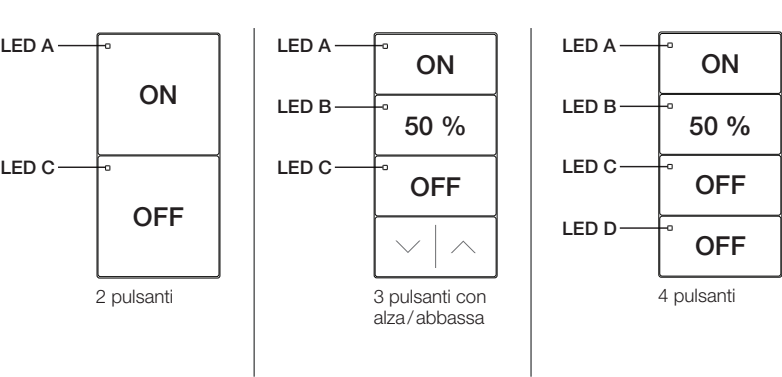 LED A
ON
LED C
OFF
2 pulsanti
LED A
ON
LED B
50 %
LED C
OFF
3 pulsanti con
alza/abbassa
LED A
ON
LED B
50 %
LED C
OFF
LED D
OFF
4 pulsanti